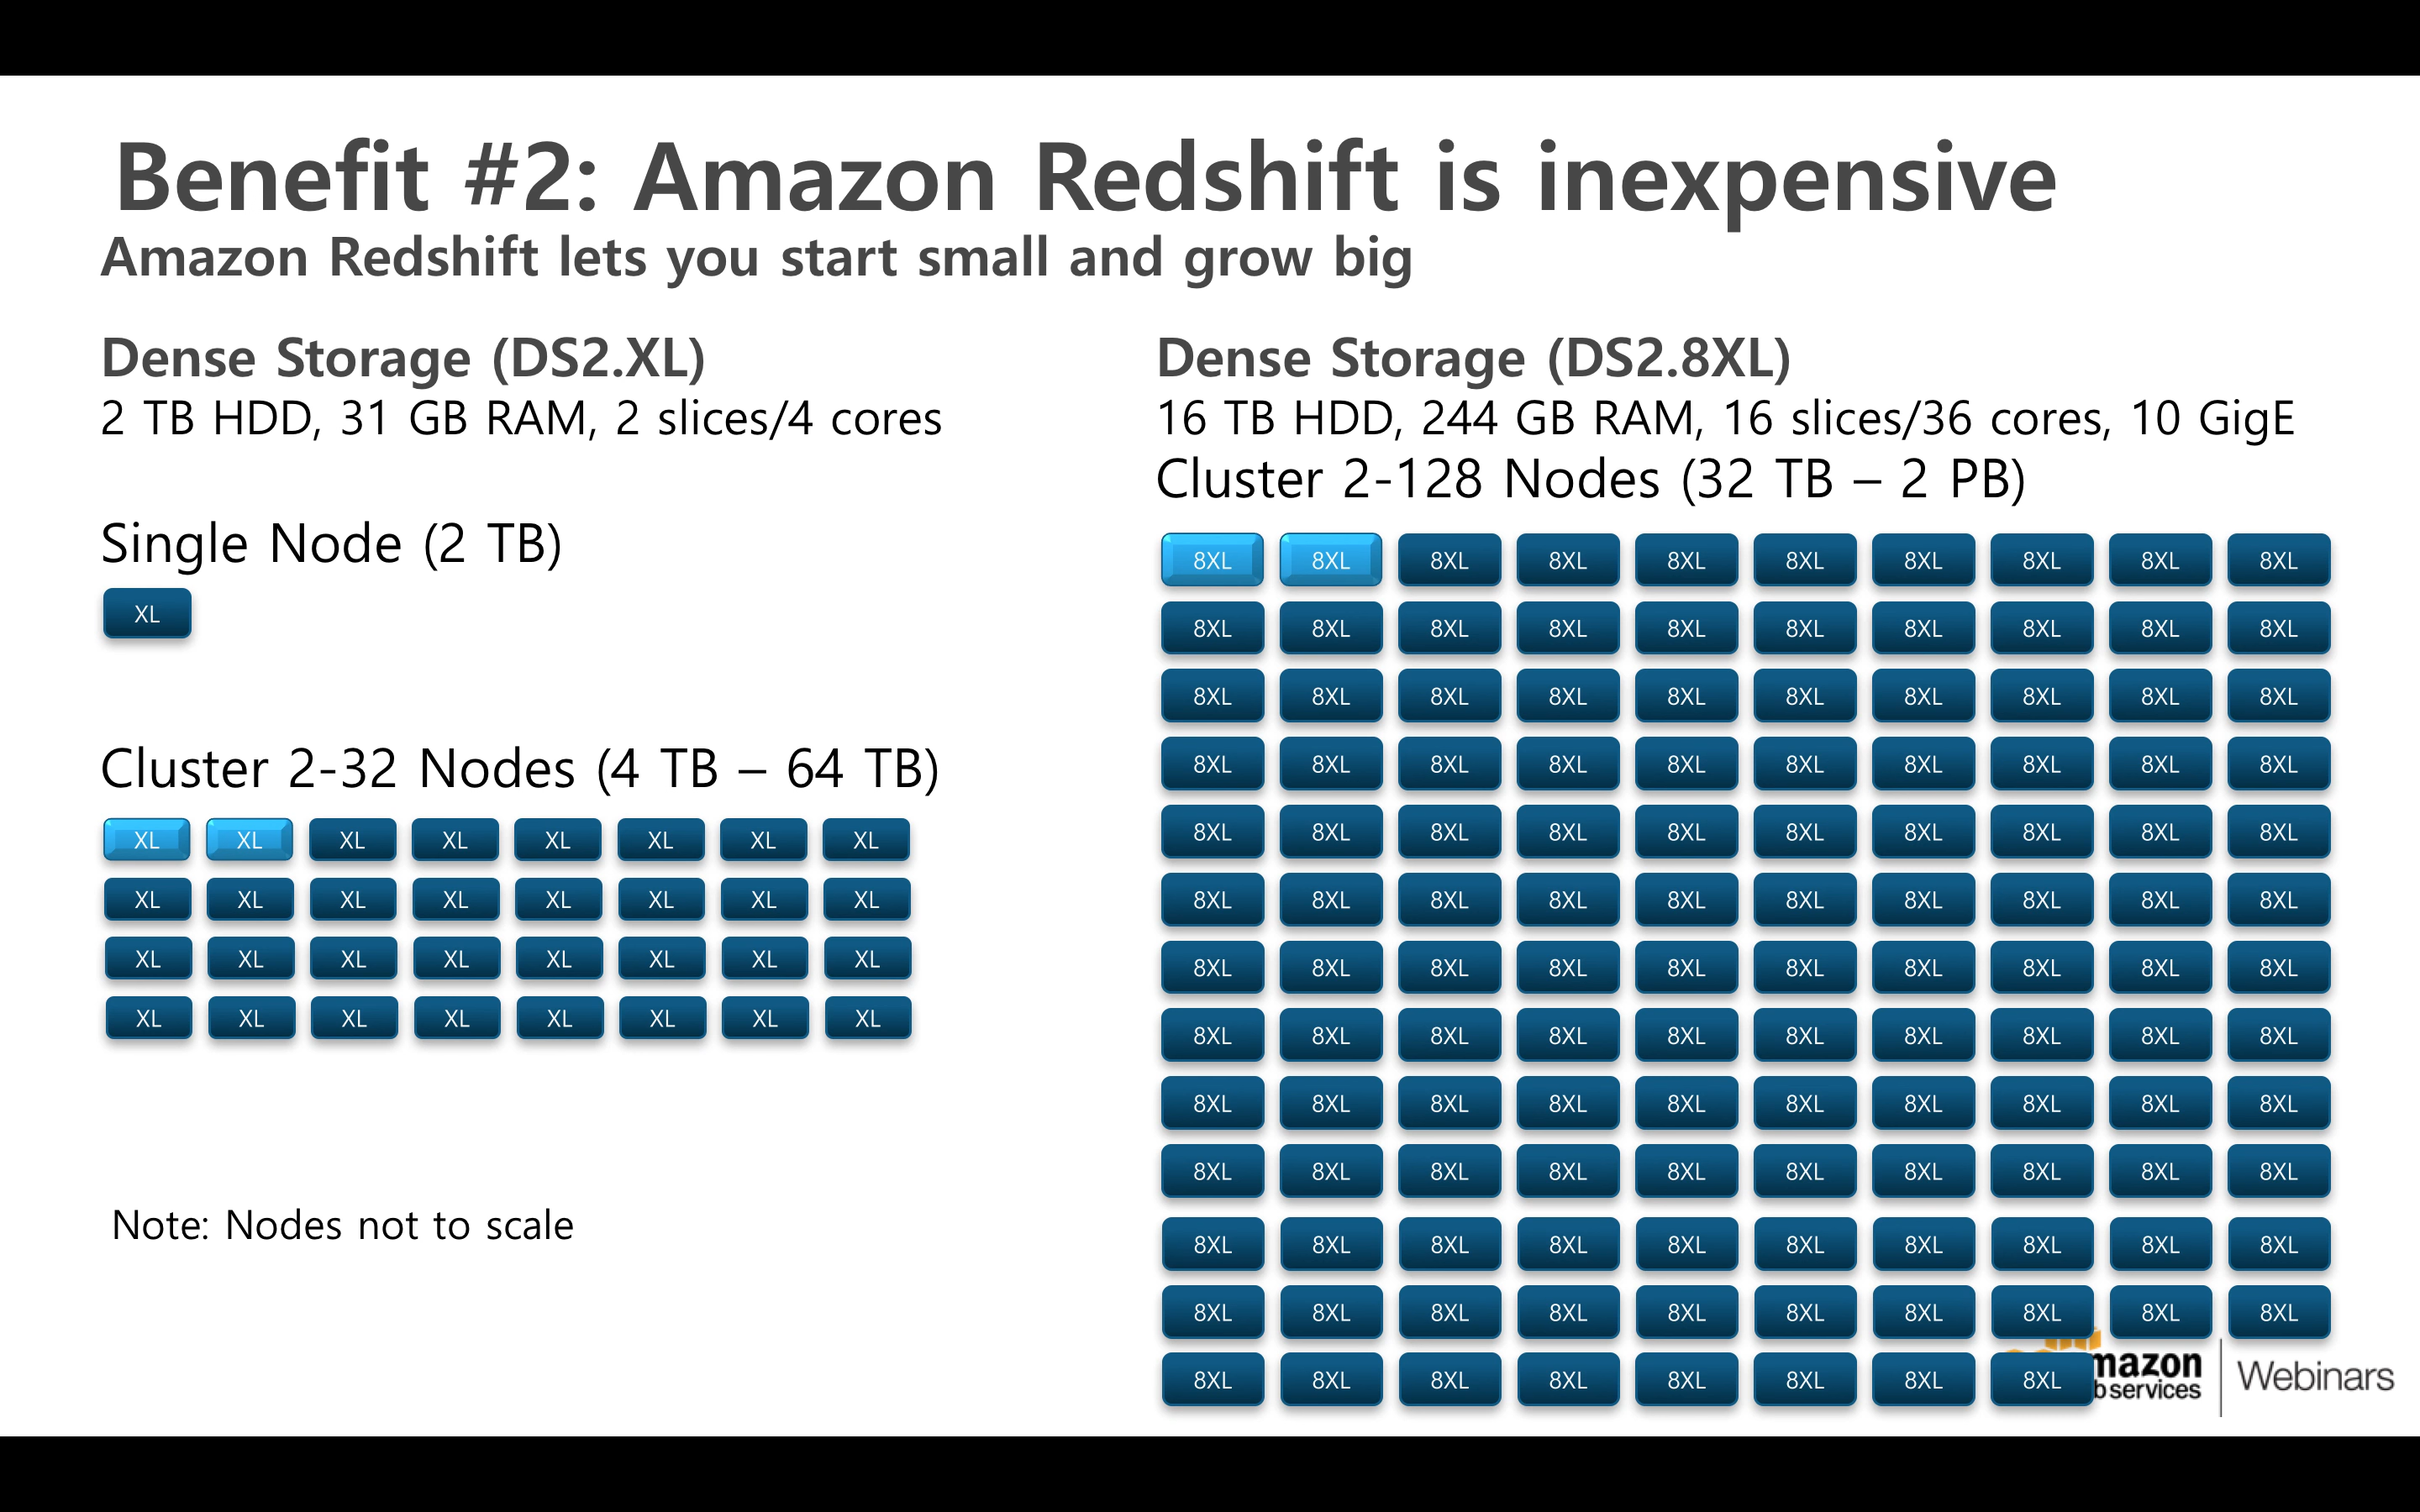 Benefit #2: Amazon Redshift is inexpensive
Amazon Redshift lets you start small and grow big
Dense Storage (DS2.XL)
2 TB HDD, 31 GB RAM, 2 slices/4 cores
Single Node (2 TB)
XL
Cluster 2-32 Nodes (4 TB – 64 TB)
XL XL XL XL XL XL XL XL
XL XL XL XL XL XL XL XL
XL XL XL XL XL XL XL XL
XL XL XL XL XL XL XL XL
Note: Nodes not to scale
Dense Storage (DS2.8XL)
16 TB HDD, 244 GB RAM, 16 slices/36 cores, 10 GigE
Cluster 2-128 Nodes (32 TB – 2 PB)
8XL 8XL 8XL 8XL 8XL 8XL 8XL 8XL 8XL 8XL
8XL 8XL 8XL 8XL 8XL 8XL 8XL 8XL 8XL 8XL
8XL 8XL 8XL 8XL 8XL 8XL 8XL 8XL 8XL 8XL
8XL 8XL 8XL 8XL 8XL 8XL 8XL 8XL 8XL 8XL
8XL 8XL 8XL 8XL 8XL 8XL 8XL 8XL 8XL 8XL
8XL 8XL 8XL 8XL 8XL 8XL 8XL 8XL 8XL 8XL
8XL 8XL 8XL 8XL 8XL 8XL 8XL 8XL 8XL 8XL
8XL 8XL 8XL 8XL 8XL 8XL 8XL 8XL 8XL 8XL
8XL 8XL 8XL 8XL 8XL 8XL 8XL 8XL 8XL 8XL
8XL 8XL 8XL 8XL 8XL 8XL 8XL 8XL 8XL 8XL
8XL 8XL 8XL 8XL 8XL 8XL 8XL 8XL 8XL 8XL
8XL 8XL 8XL 8XL 8XL 8XL 8XL 8XL 8XL 8XL
8XL 8XL 8XL 8XL 8XL 8XL 8XL 8XL
mazon
b services
Webinars